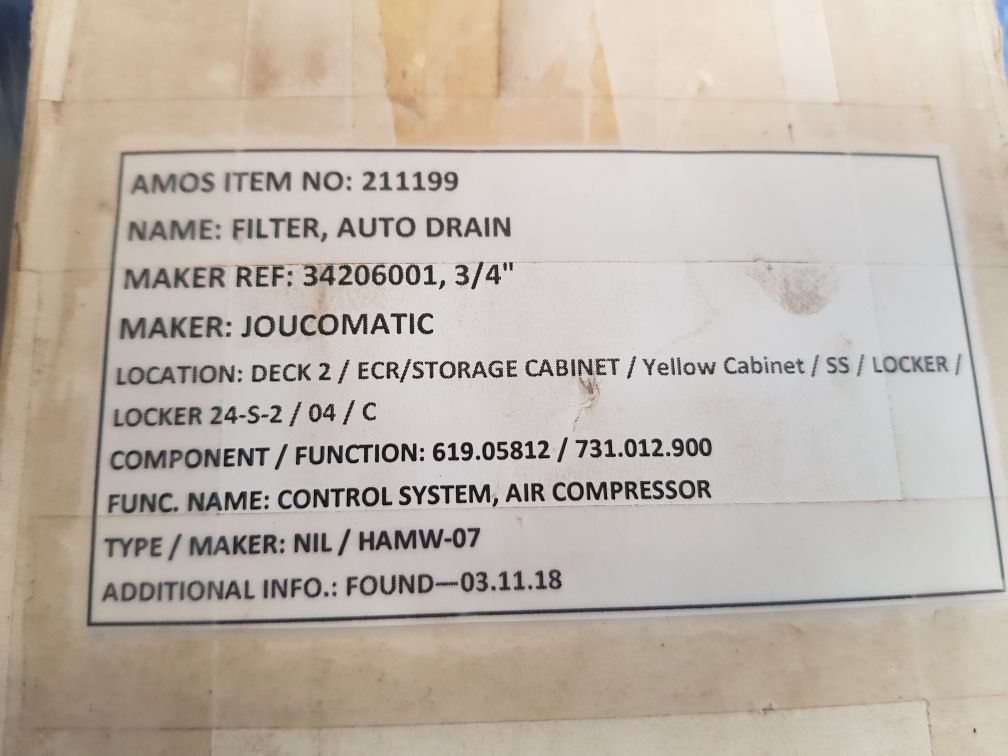 AMOS ITEM NO: 211199
NAME: FILTER, AUTO DRAIN
MAKER REF: 34206001, 3/4"
MAKER: JOUCOMATIC
LOCATION: DECK 2 / ECR/STORAGE CABINET / Yellow Cabinet / SS / LOCKER /
LOCKER 24-S-2 / 04 / C
COMPONENT / FUNCTION: 619.05812 / 731.012.900
FUNC. NAME: CONTROL SYSTEM, AIR COMPRESSOR
TYPE / MAKER: NIL / HAMW-07
ADDITIONAL INFO.: FOUND—03.11.18